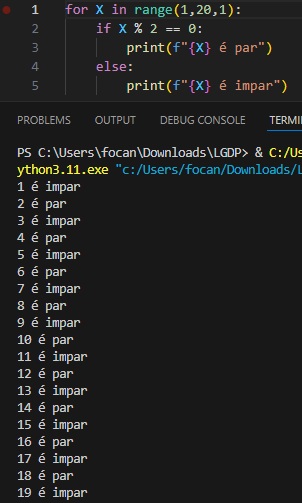 1 for X in range(1,20,1):
2 if X % 2 == 0:
3 print(f"{X} é par")
4 else:
5 print(f"{X} é impar")
PROBLEMS OUTPUT DEBUG CONSOLE TERMI
PS C:\Users\focan\Downloads\LGDP> & C:/Us
ython3.11.exe "c:/Users/focan/Downloads/L
1 é impar
2 é par
3 é impar
4 é par
5 é impar
6 é par
7 é impar
8 é par
9 é impar
10 é par
11 é impar
12 é par
13 é impar
14 é par
15 é impar
16 é par
17 é impar
18 é par
19 é impar